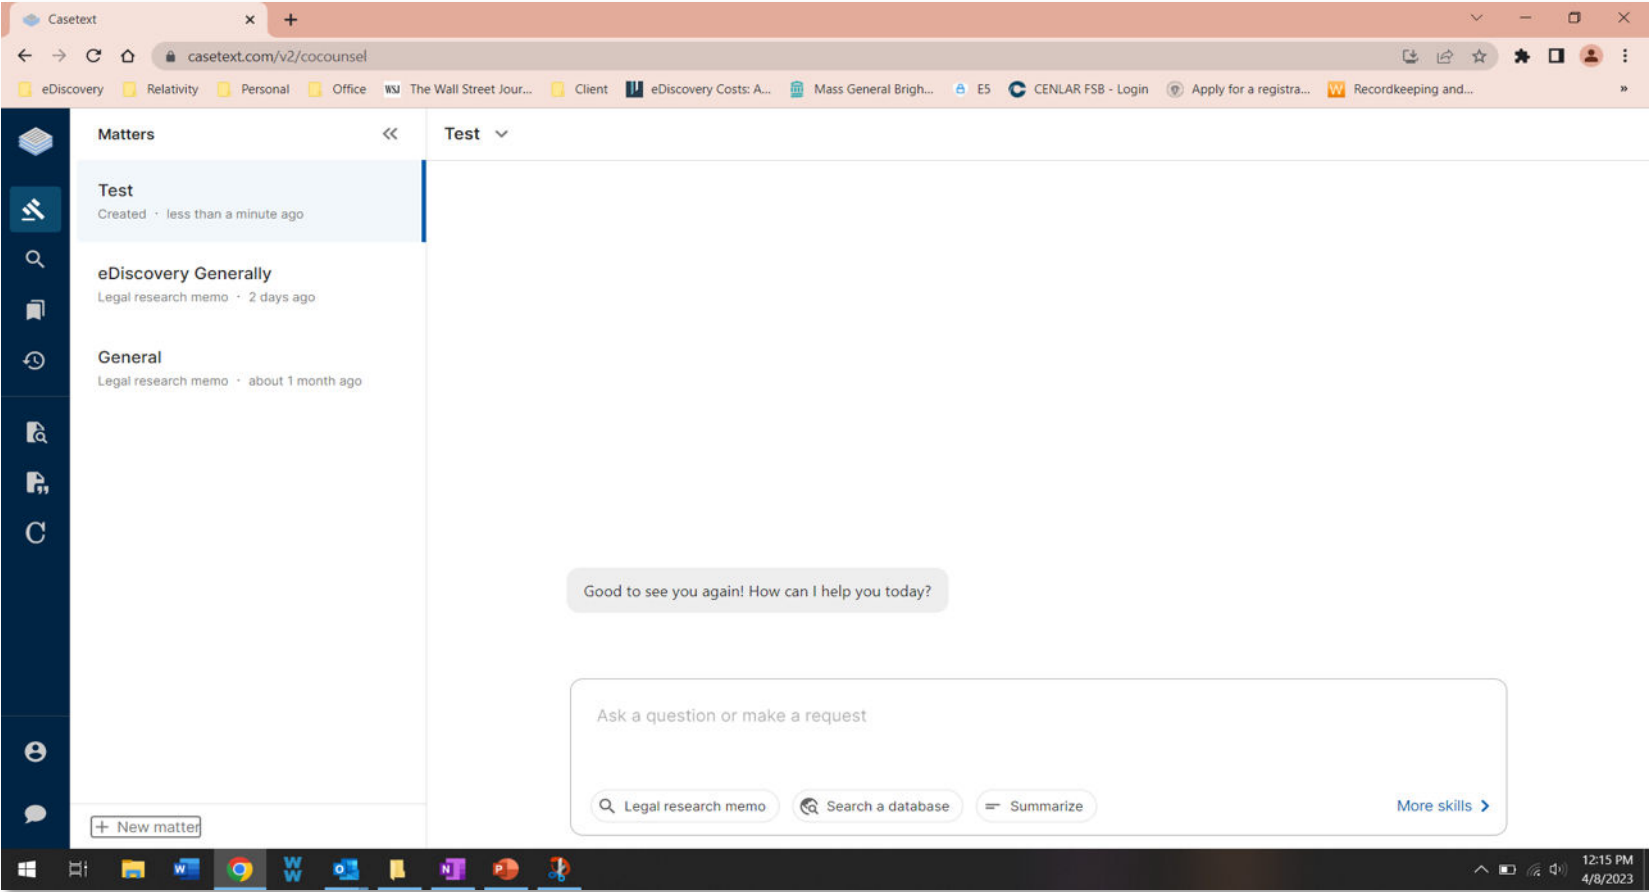 Casetext
casetext.com/v2/cocounsel
eDiscovery Relativity Personal Office WSJ The Wall Street Jour... Client eDiscovery Costs: A... Mass General Brigh... E5 CENLAR FSB - Login Apply for a registra... W Recordkeeping and... »
Matters
Test
Test
Created · less than a minute ago
eDiscovery Generally
Legal research memo · 2 days ago
General
Legal research memo · about 1 month ago
C
Good to see you again! How can I help you today?
Ask a question or make a request
Legal research memo Search a database Summarize More skills
+ New matter
12:15 PM
4/8/2023